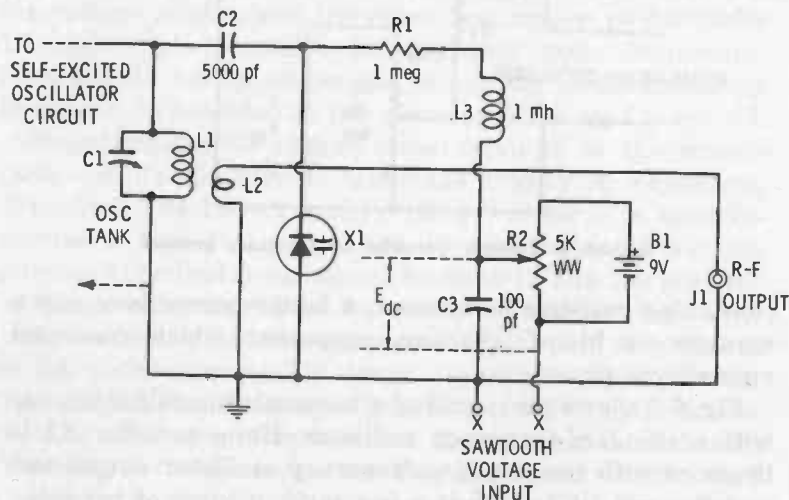 TO
SELF-EXCITED
OSCILLATOR
CIRCUIT
C2
5000 pf
R1
1 meg
L3
1 mh
C1
L1
OSC
TANK
L2
X1
E dc
R2
5K
WW
B1
9V
C3
100
pf
R-F
OUTPUT
J1
X
X
SAWTOOTH
VOLTAGE
INPUT